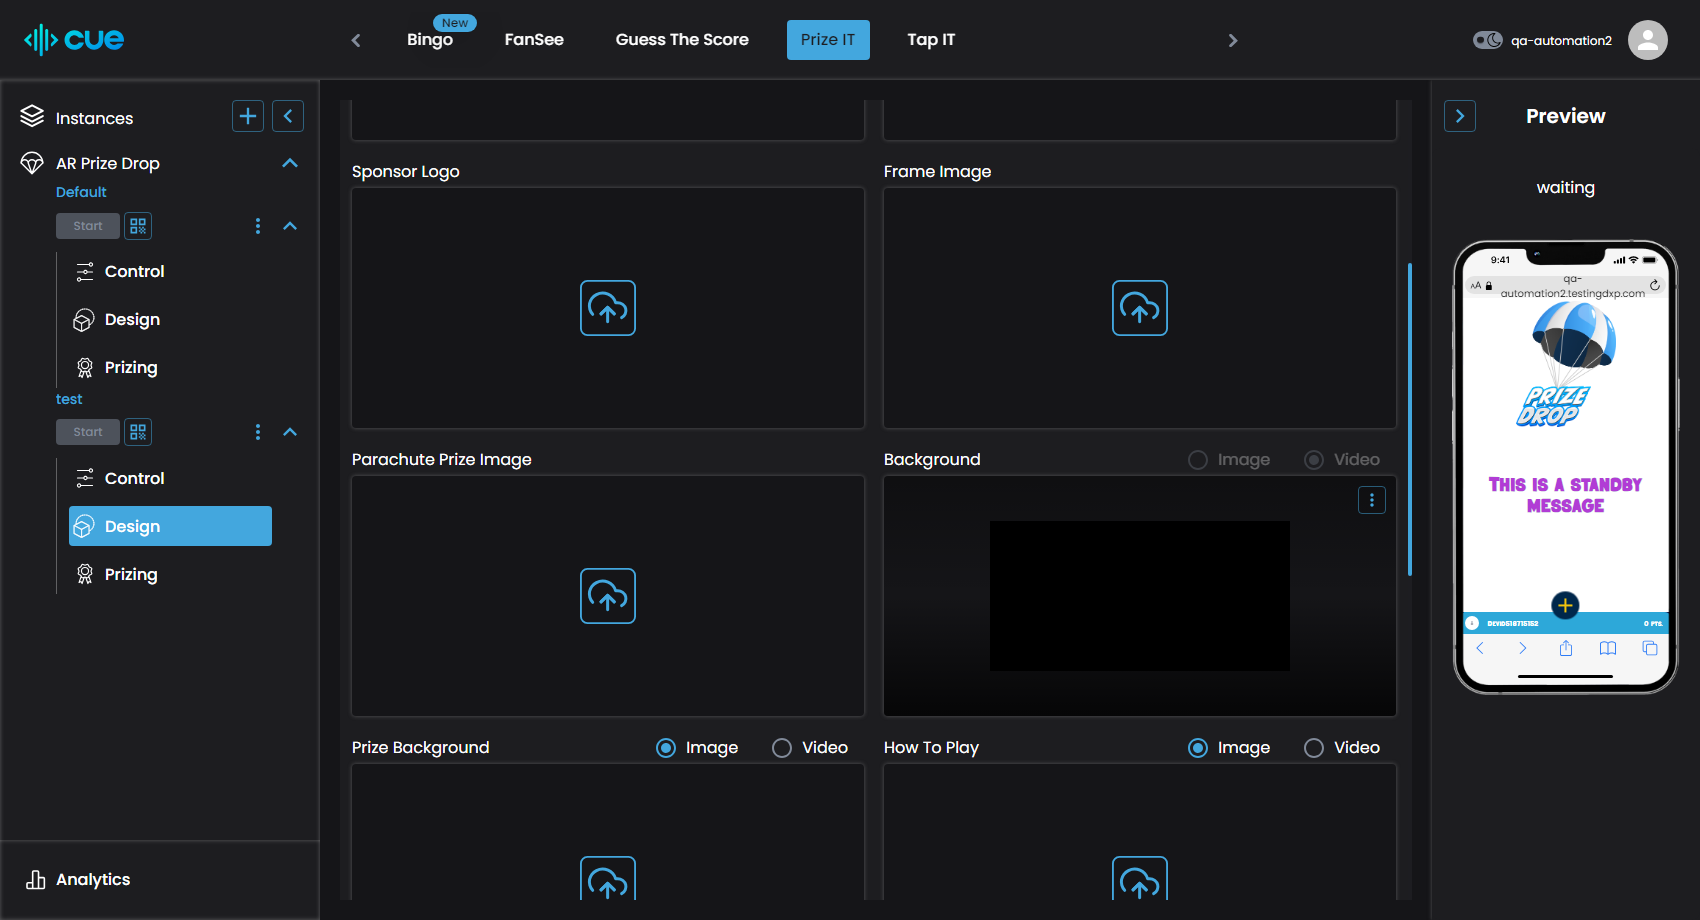 cue
New
Bingo
FanSee
Guess The Score
Prize IT
Tap IT
qa-automation2
Instances
AR Prize Drop
Default
Start
Control
Design
Prizing
test
Start
Control
Design
Prizing
Analytics
Sponsor Logo
Frame Image
Parachute Prize Image
Background
Image
Video
Prize Background
Image
Video
How To Play
Image
Video
Preview
waiting
9:41
AA
qa-
automation2.testingdxp.com
PRIZE
DROP
THIS IS A STANDBY
MESSAGE
0 PTS.